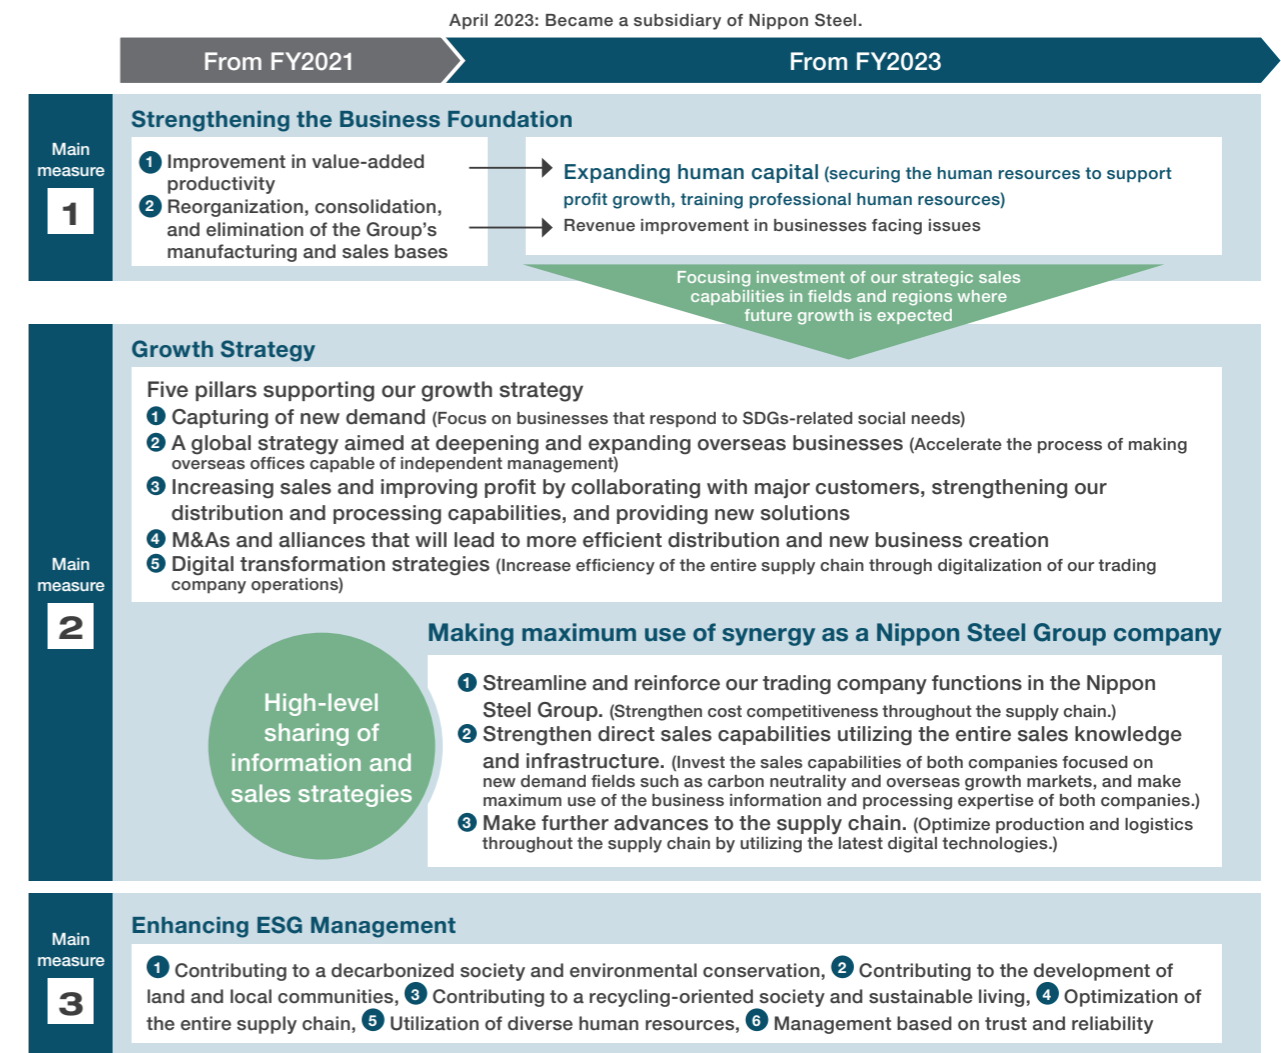 April 2023: Became a subsidiary of Nippon Steel.
From FY2021
From FY2023
Main
measure
1
Strengthening the Business Foundation
1 Improvement in value-added
productivity
2 Reorganization, consolidation,
and elimination of the Group's
manufacturing and sales bases
Expanding human capital (securing the human resources to support
profit growth, training professional human resources)
Revenue improvement in businesses facing issues
Focusing investment of our strategic sales
capabilities in fields and regions where
future growth is expected
Main
measure
2
Growth Strategy
Five pillars supporting our growth strategy
1 Capturing of new demand (Focus on businesses that respond to SDGs-related social needs)
2 A global strategy aimed at deepening and expanding overseas businesses (Accelerate the process of making
overseas offices capable of independent management)
3 Increasing sales and improving profit by collaborating with major customers, strengthening our
distribution and processing capabilities, and providing new solutions
4 M&As and alliances that will lead to more efficient distribution and new business creation
5 Digital transformation strategies (Increase efficiency of the entire supply chain through digitalization of our trading
company operations)
Making maximum use of synergy as a Nippon Steel Group company
High-level
sharing of
information and
sales strategies
1 Streamline and reinforce our trading company functions in the Nippon
Steel Group. (Strengthen cost competitiveness throughout the supply chain.)
2 Strengthen direct sales capabilities utilizing the entire sales knowledge
and infrastructure. (Invest the sales capabilities of both companies focused on
new demand fields such as carbon neutrality and overseas growth markets, and make
maximum use of the business information and processing expertise of both companies.)
3 Make further advances to the supply chain. (Optimize production and logistics
throughout the supply chain by utilizing the latest digital technologies.)
Main
measure
3
Enhancing ESG Management
1 Contributing to a decarbonized society and environmental conservation, 2 Contributing to the development of
land and local communities, 3 Contributing to a recycling-oriented society and sustainable living, 4 Optimization of
the entire supply chain, 5 Utilization of diverse human resources, 6 Management based on trust and reliability